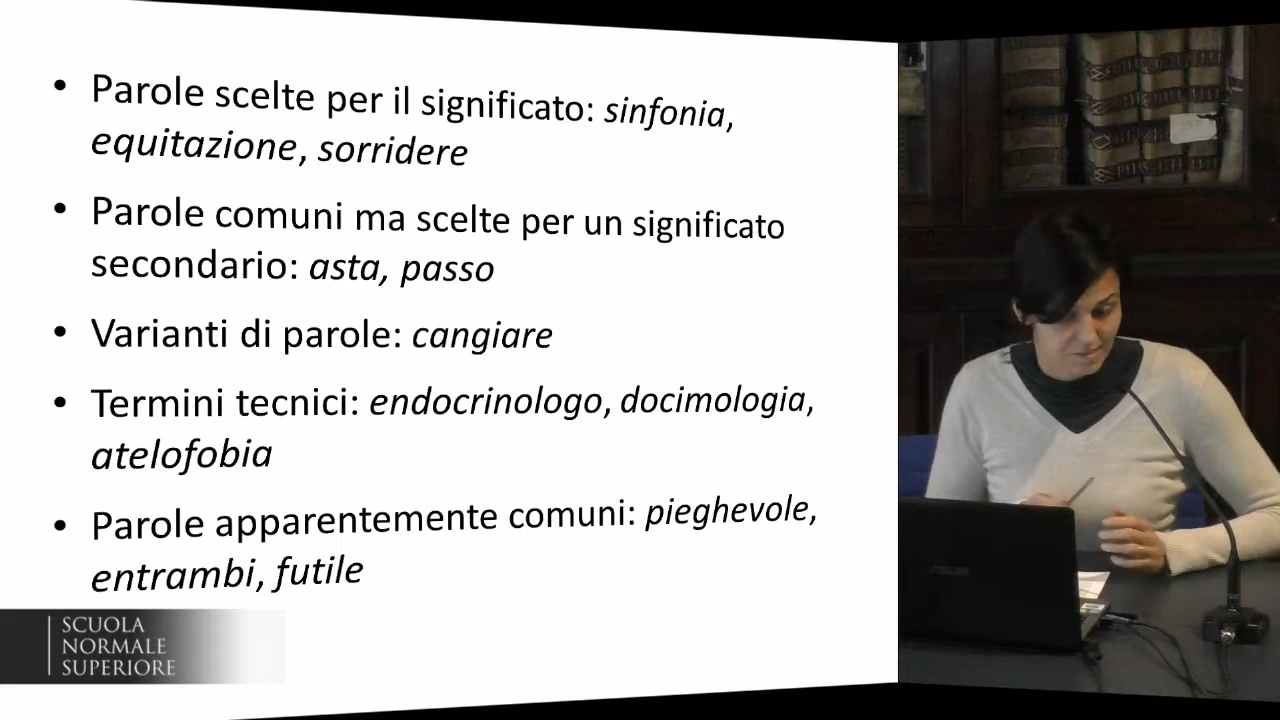 • Parole scelte per il significato: sinfonia,
equitazione, sorridere
• Parole comuni ma scelte per un significato
secondario: asta, passo
• Varianti di parole: cangiare
• Termini tecnici: endocrinologo, docimologia,
atelofobia
• Parole apparentemente comuni: pieghevole,
entrambi, futile
SCUOLA
NORMALE
SUPERIORE
ASUS